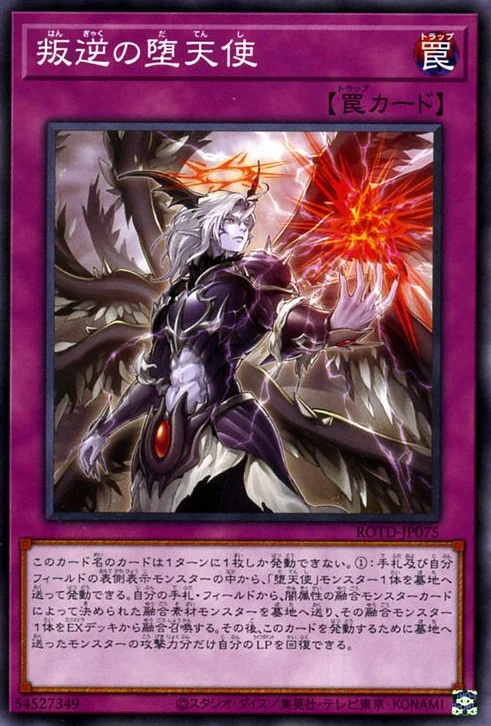 叛逆の堕天使
罠
【罠カード】
ROTD-JP075
このカード名のカードは1ターンに1枚しか発動できない。①：手札及び自分
フィールドの表側表示モンスターの中から、「堕天使」モンスター1体を墓地へ
送って発動できる。自分の手札・フィールドから、闇属性の融合モンスターカード
によって決められた融合素材モンスターを墓地へ送り、その融合モンスター
1体をEXデッキから融合召喚する。その後、このカードを発動するために墓地へ
送ったモンスターの攻撃力分だけ自分のLPを回復できる。
54527349
©スタジオ・ダイス/集英社・テレビ東京・KONAMI